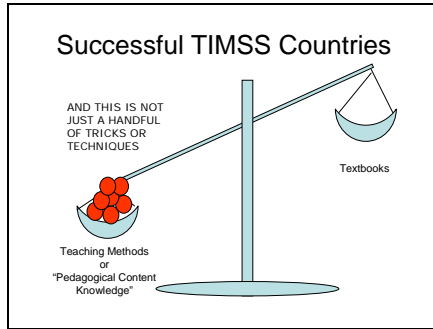 Successful TIMSS Countries
AND THIS IS NOT
JUST A HANDFUL
OF TRICKS OR
TECHNIQUES
Textbooks
Teaching Methods
or
“Pedagogical Content
Knowledge”